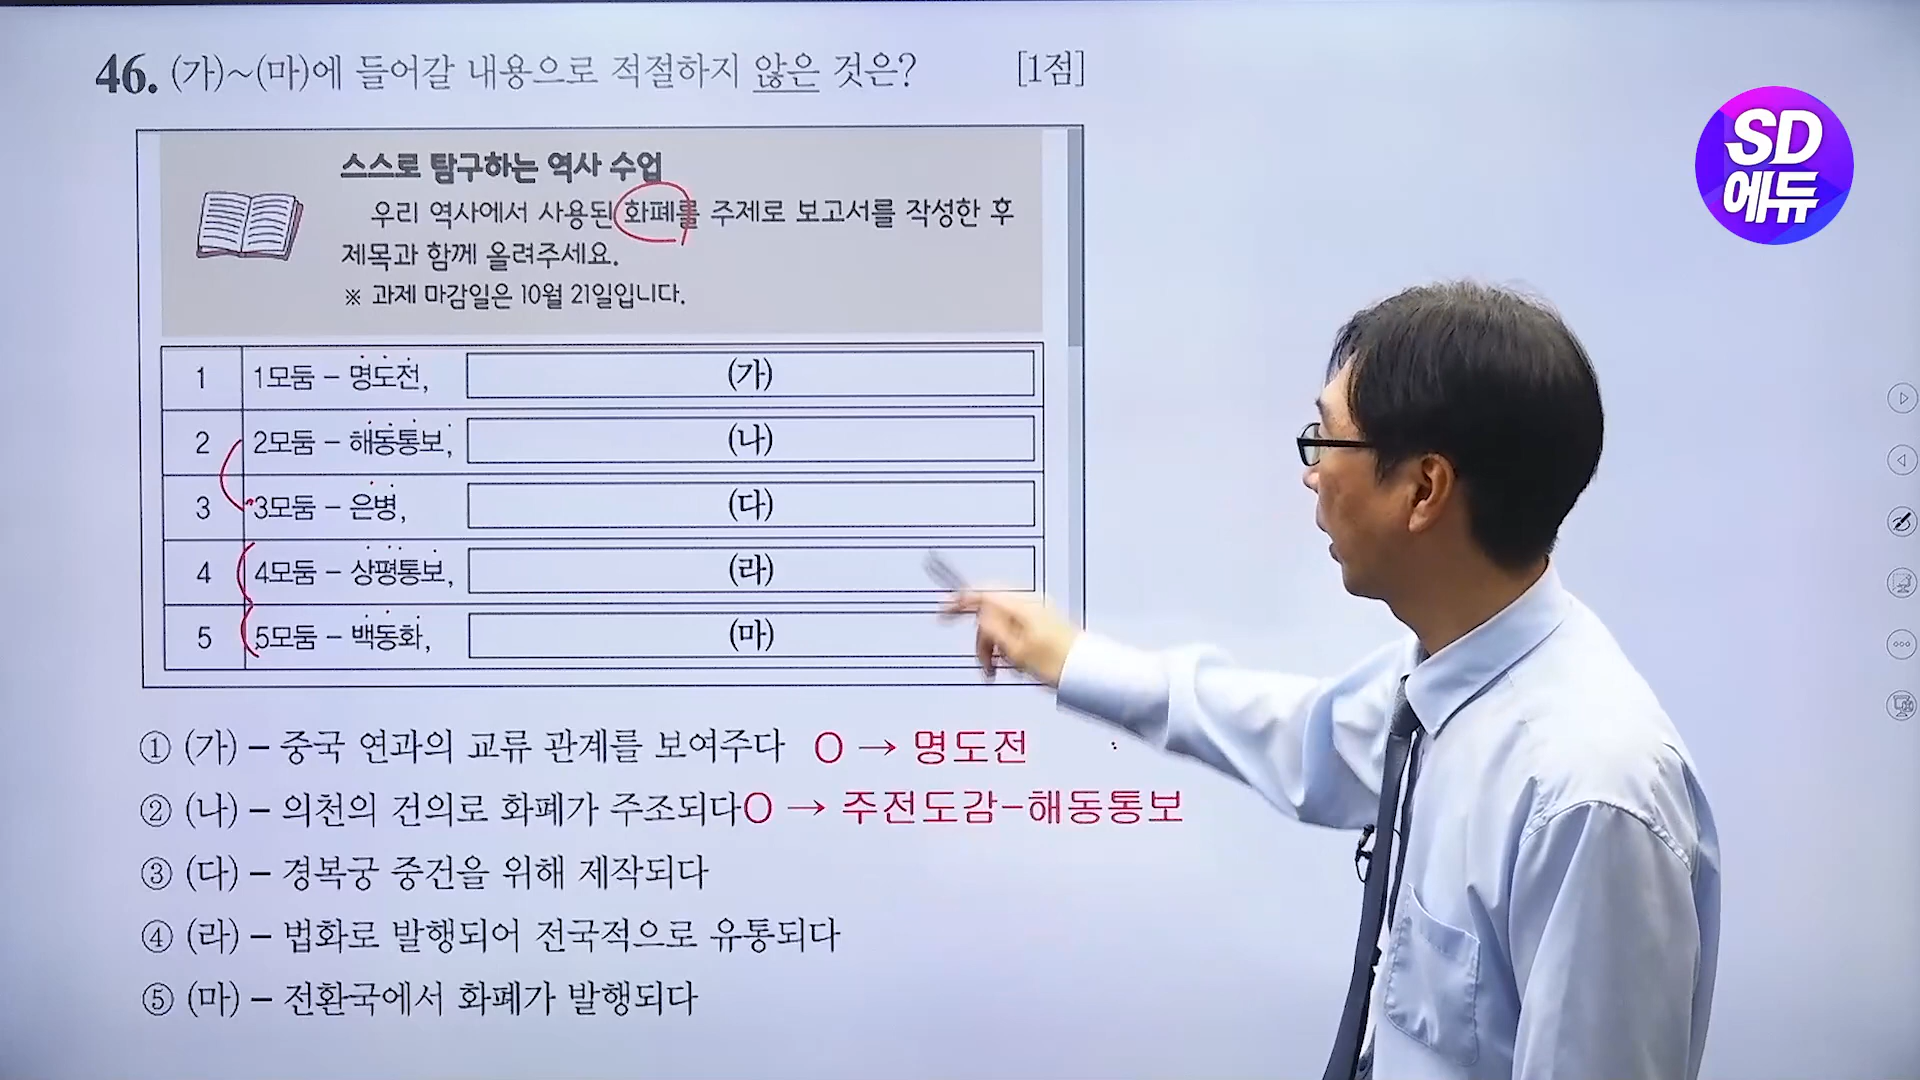 46. (가)~(마)에 들어갈 내용으로 적절하지 않은 것은? [1점]
스스로 탐구하는 역사 수업
우리 역사에서 사용된 화폐를 주제로 보고서를 작성한 후
제목과 함께 올려주세요.
※ 과제 마감일은 10월 21일입니다.
1 1모둠 – 명도전, (가)
2 2모둠 – 해동통보, (나)
3 3모둠 – 은병, (다)
4 4모둠 – 상평통보, (라)
5 5모둠 – 백동화, (마)
① (가) – 중국 연과의 교류 관계를 보여주다 O → 명도전
② (나) – 의천의 건의로 화폐가 주조되다 O → 주전도감-해동통보
③ (다) – 경복궁 중건을 위해 제작되다
④ (라) – 법화로 발행되어 전국적으로 유통되다
⑤ (마) – 전환국에서 화폐가 발행되다
SD
에듀